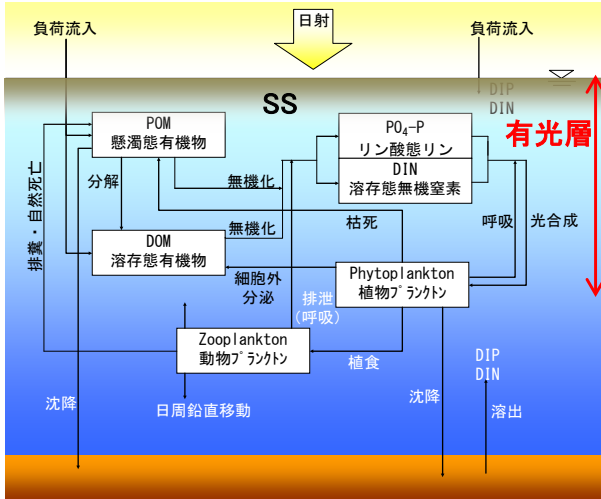 負荷流入
日射
負荷流入
DIP
DIN
SS
有光層
POM
懸濁態有機物
PO₄-P
リン酸態リン
DIN
溶存態無機窒素
分解
無機化
排糞・自然死亡
無機化
枯死
呼吸
光合成
DOM
溶存態有機物
細胞外
分泌
排泄
(呼吸)
Phytoplankton
植物プランクトン
Zooplankton
動物プランクトン
植食
DIP
DIN
沈降
日周鉛直移動
沈降
溶出